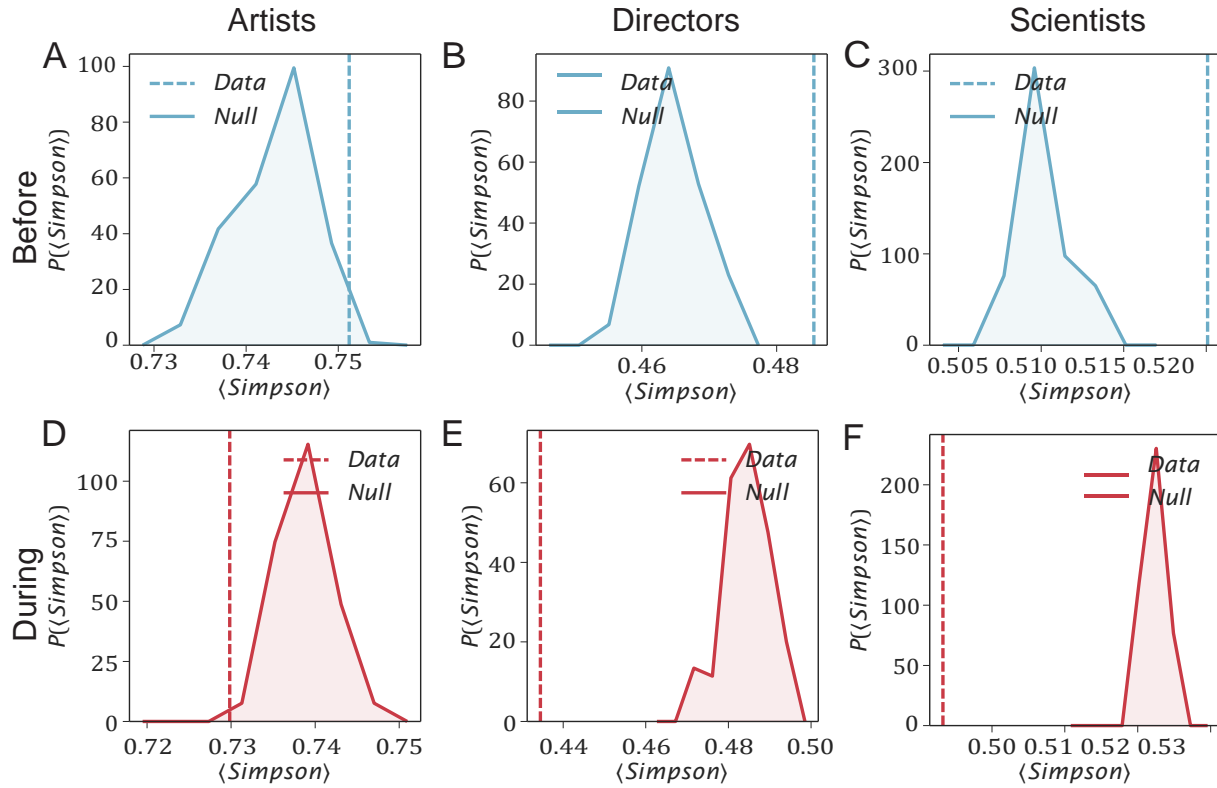 Artists Directors Scientists
Before
A
P(⟨Simpson⟩)
100
80
60
40
20
0
Data
Null
0.73 0.74 0.75
⟨Simpson⟩
B
P(⟨Simpson⟩)
80
60
40
20
0
Data
Null
0.46 0.48
⟨Simpson⟩
C
P(⟨Simpson⟩)
300
200
100
0
Data
Null
0.505 0.510 0.515 0.520
⟨Simpson⟩
During
D
P(⟨Simpson⟩)
100
75
50
25
0
Data
Null
0.72 0.73 0.74 0.75
⟨Simpson⟩
E
P(⟨Simpson⟩)
60
40
20
0
Data
Null
0.44 0.46 0.48 0.50
⟨Simpson⟩
F
P(⟨Simpson⟩)
200
150
100
50
0
Data
Null
0.50 0.51 0.52 0.53
⟨Simpson⟩